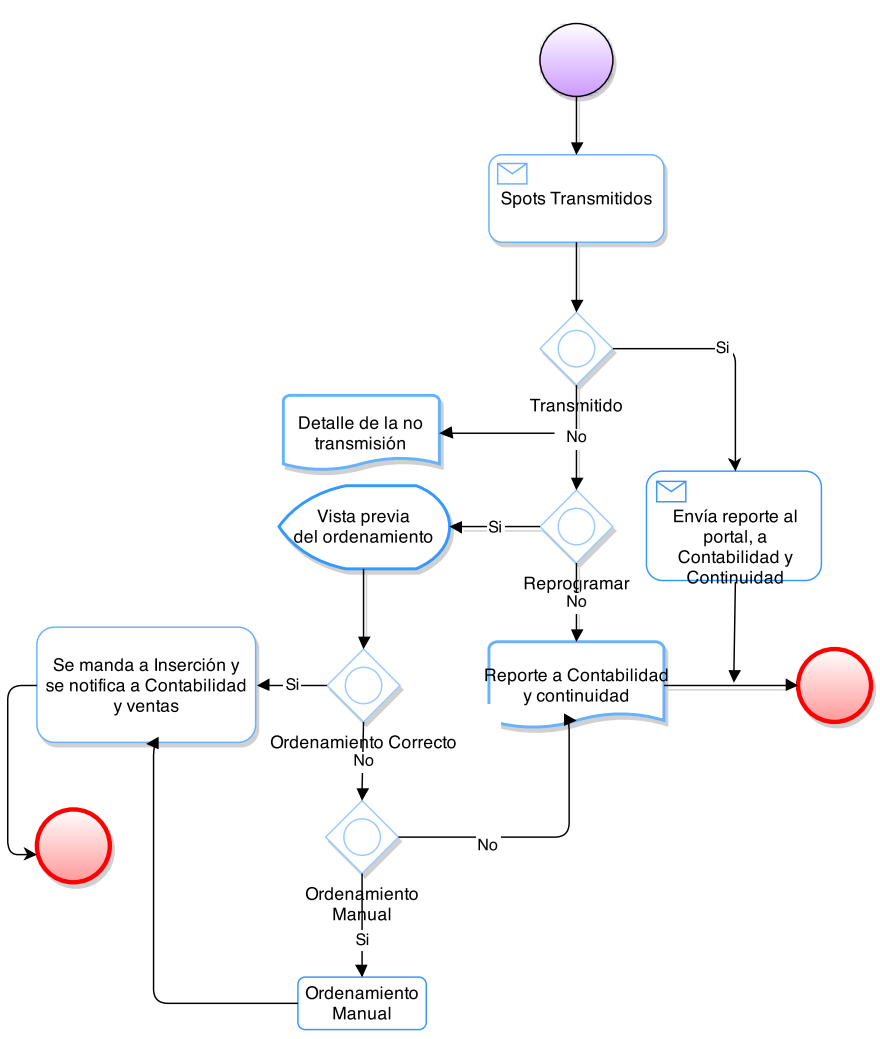 Spots Transmitidos
Si
Transmitido
Detalle de la no
transmisión
No
Vista previa
del ordenamiento
Si
Envía reporte al
portal, a
Contabilidad y
Continuidad
Reprogramar
No
Se manda a Inserción y
se notifica a Contabilidad
y ventas
Si
Reporte a Contabilidad
y continuidad
Ordenamiento Correcto
No
No
Ordenamiento
Manual
Si
Ordenamiento
Manual